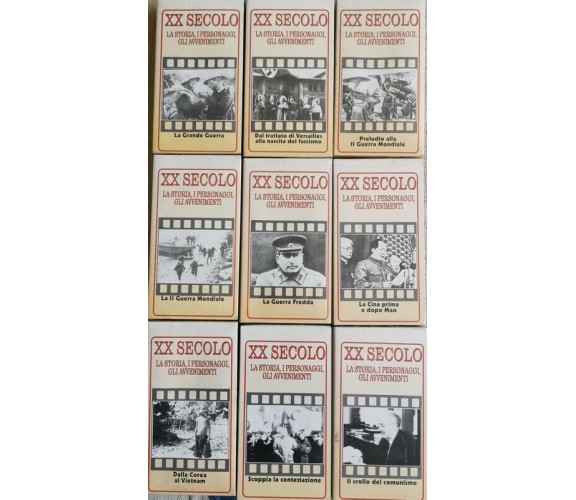 XX SECOLO
LA STORIA, I PERSONAGGI,
GLI AVVENIMENTI
La Grande Guerra
XX SECOLO
LA STORIA, I PERSONAGGI,
GLI AVVENIMENTI
Dal trattato di Versailles
alla nascita del fascismo
XX SECOLO
LA STORIA, I PERSONAGGI,
GLI AVVENIMENTI
Preludio alla
II Guerra Mondiale
XX SECOLO
LA STORIA, I PERSONAGGI,
GLI AVVENIMENTI
La II Guerra Mondiale
XX SECOLO
LA STORIA, I PERSONAGGI,
GLI AVVENIMENTI
La Guerra Fredda
XX SECOLO
LA STORIA, I PERSONAGGI,
GLI AVVENIMENTI
La Cina prima
e dopo Mao
XX SECOLO
LA STORIA, I PERSONAGGI,
GLI AVVENIMENTI
Dalla Corea
al Vietnam
XX SECOLO
LA STORIA, I PERSONAGGI,
GLI AVVENIMENTI
Scoppia la contestazione
XX SECOLO
LA STORIA, I PERSONAGGI,
GLI AVVENIMENTI
Il crollo del comunismo